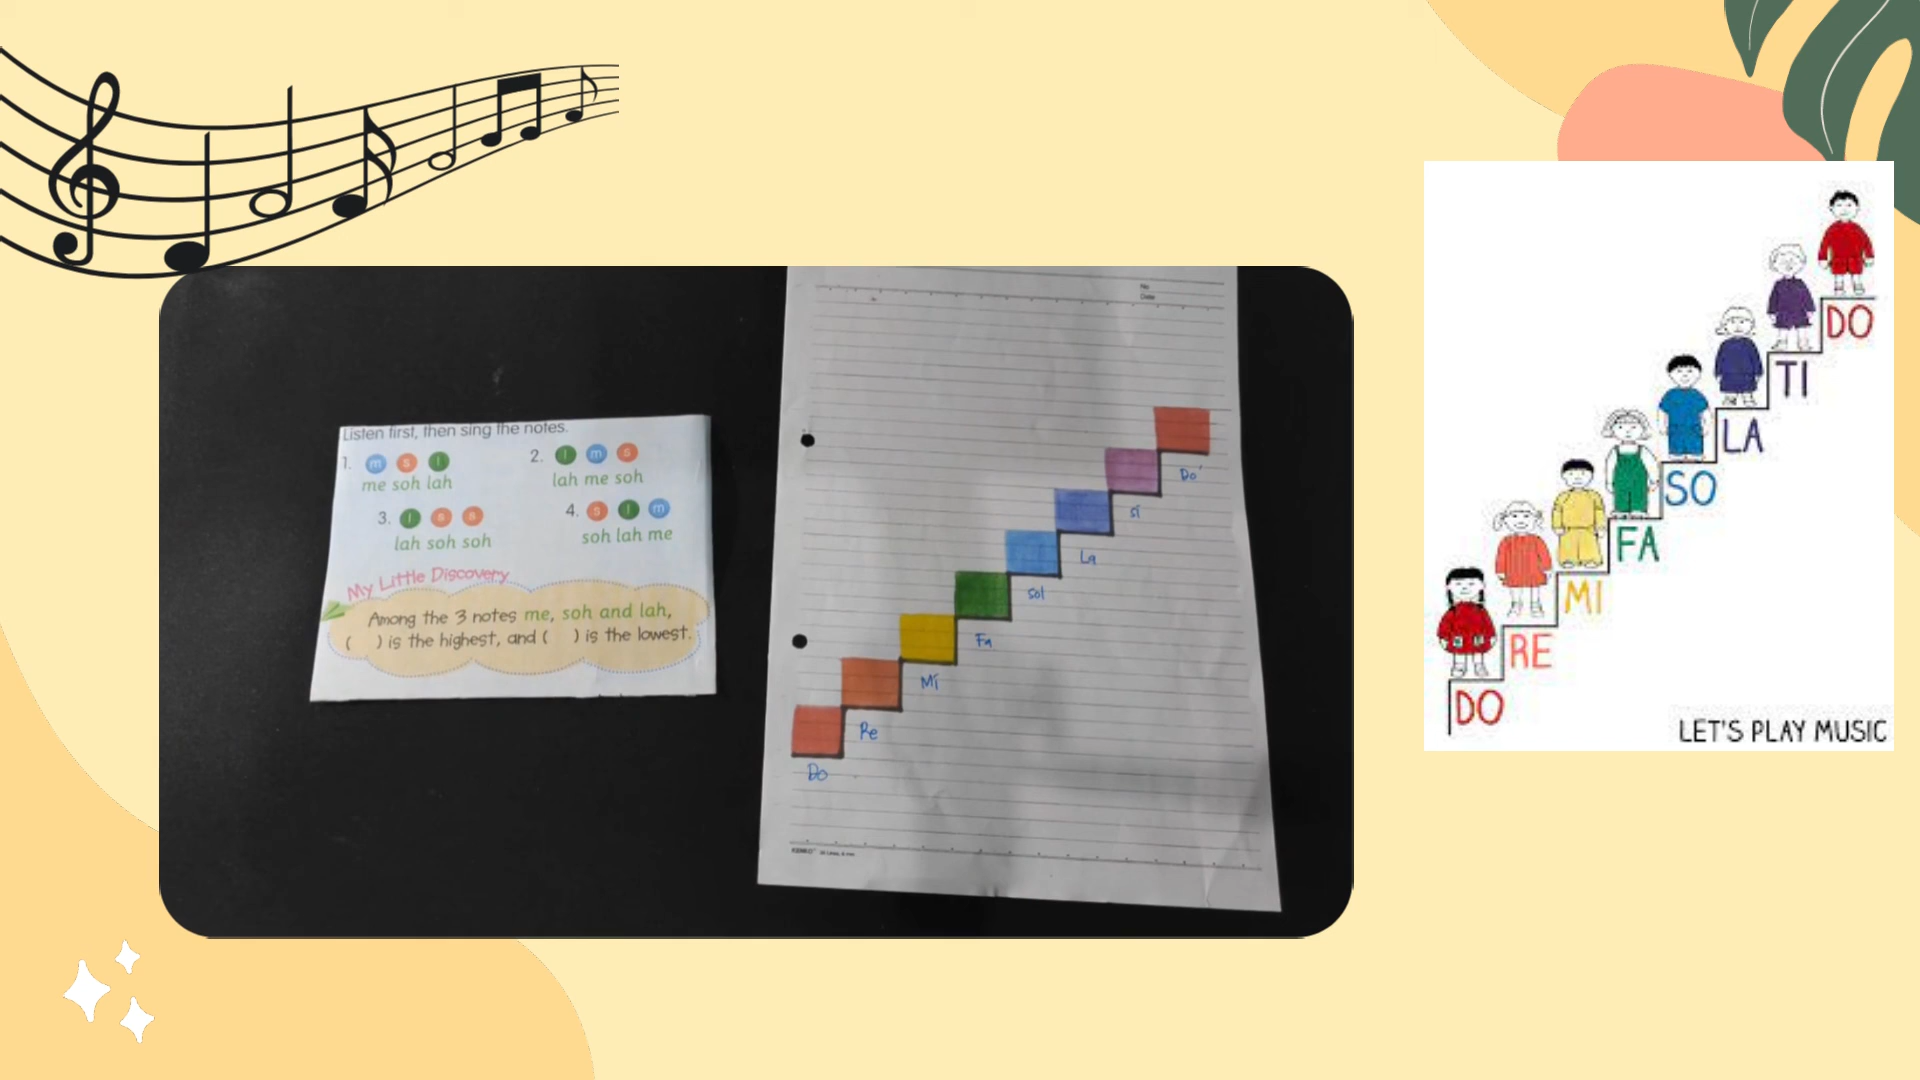 Listen first, then sing the notes.
1. m s l
me soh lah
2. l m s
lah me soh
3. l s s
lah soh soh
4. s l m
soh lah me
My Little Discovery
Among the 3 notes me, soh and lah,
( ) is the highest, and ( ) is the lowest.
No
Date
Do'
si
La
sol
Fa
Mi
Re
Do
KENKO
DO
TI
LA
SO
FA
MI
RE
DO
LET'S PLAY MUSIC